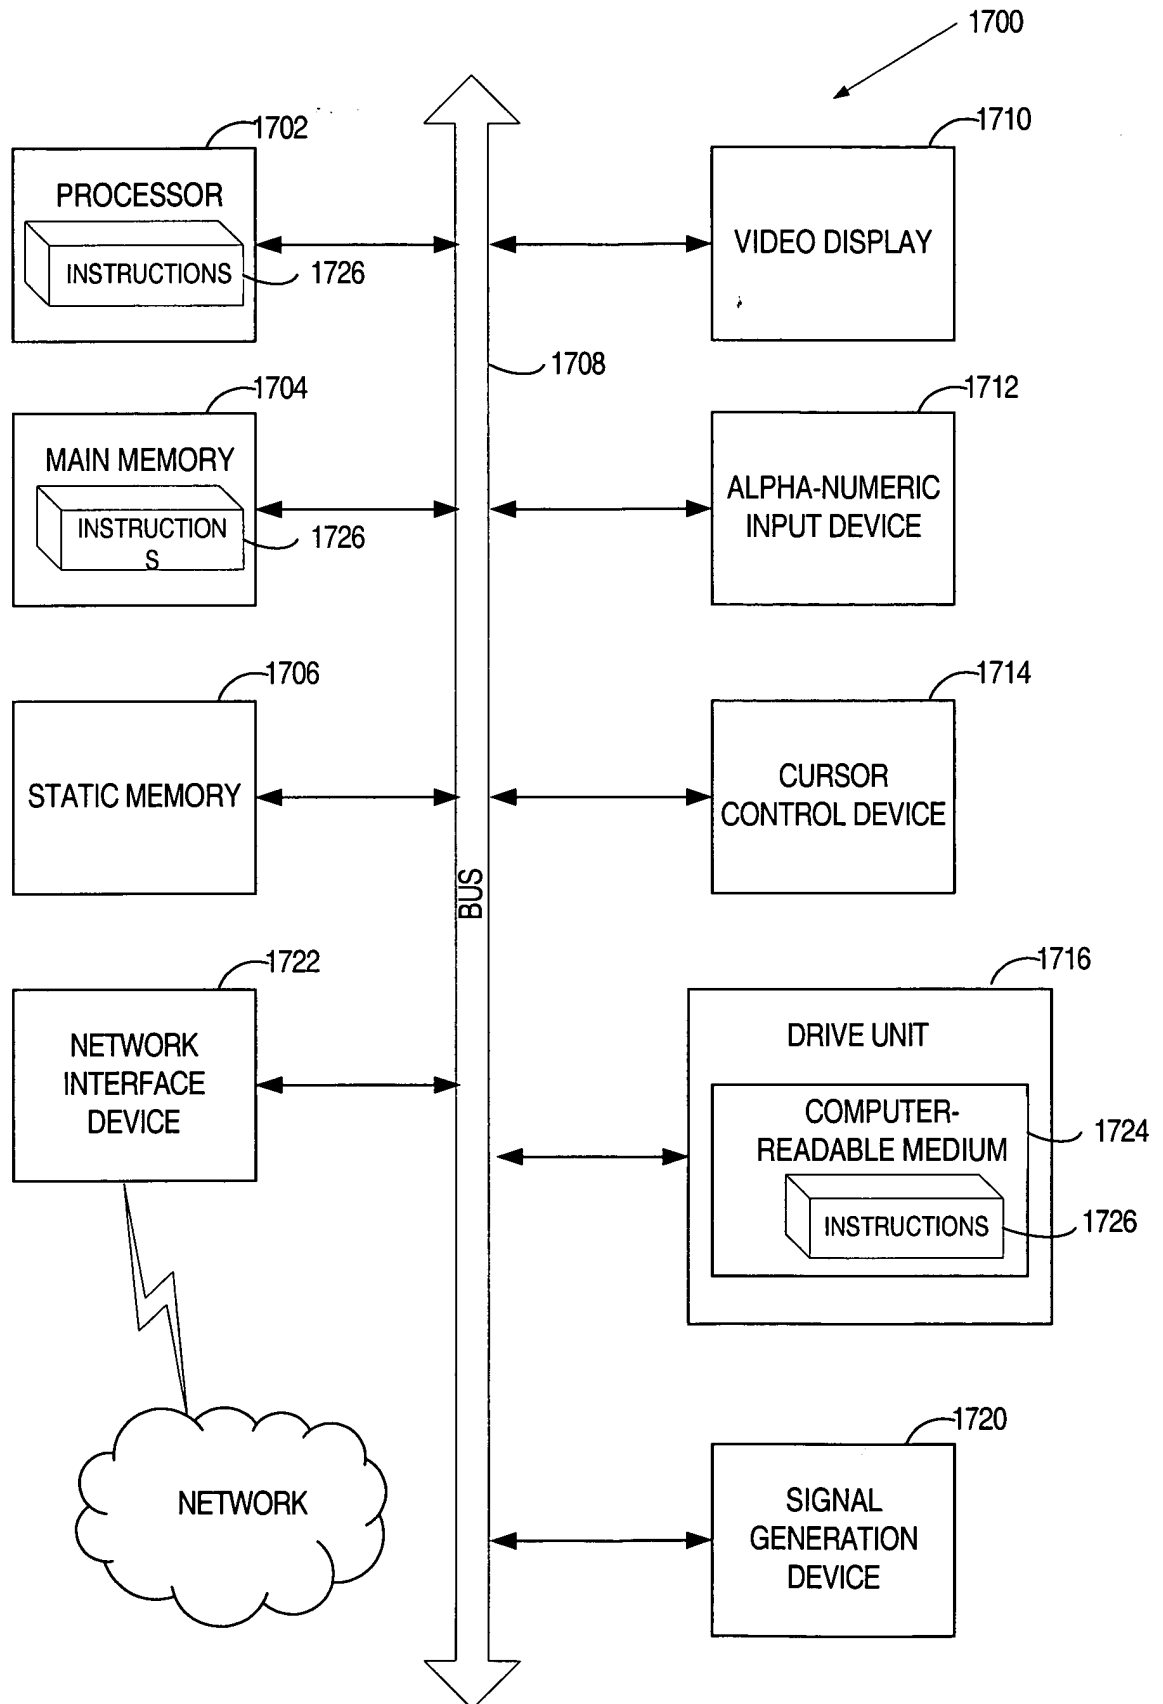 1700
1702
PROCESSOR
INSTRUCTIONS
1726
1710
VIDEO DISPLAY
1708
1704
MAIN MEMORY
INSTRUCTION
S
1726
1712
ALPHA-NUMERIC
INPUT DEVICE
1706
STATIC MEMORY
1714
CURSOR
CONTROL DEVICE
BUS
1722
NETWORK
INTERFACE
DEVICE
1716
DRIVE UNIT
COMPUTER-
READABLE MEDIUM
1724
INSTRUCTIONS
1726
NETWORK
1720
SIGNAL
GENERATION
DEVICE